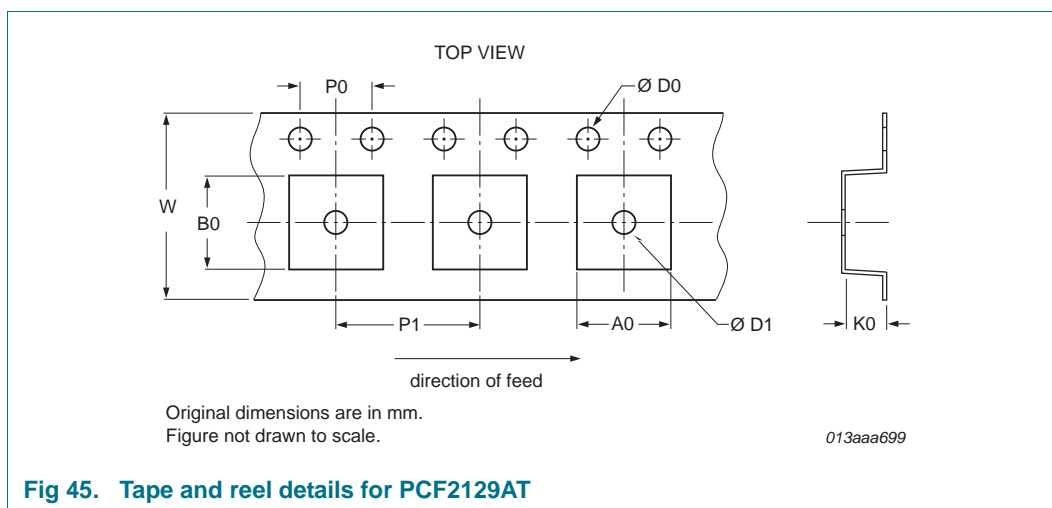 TOP VIEW
P0
Ø D0
W
B0
P1
A0
Ø D1
K0
direction of feed
Original dimensions are in mm.
Figure not drawn to scale.
013aaa699
Fig 45. Tape and reel details for PCF2129AT